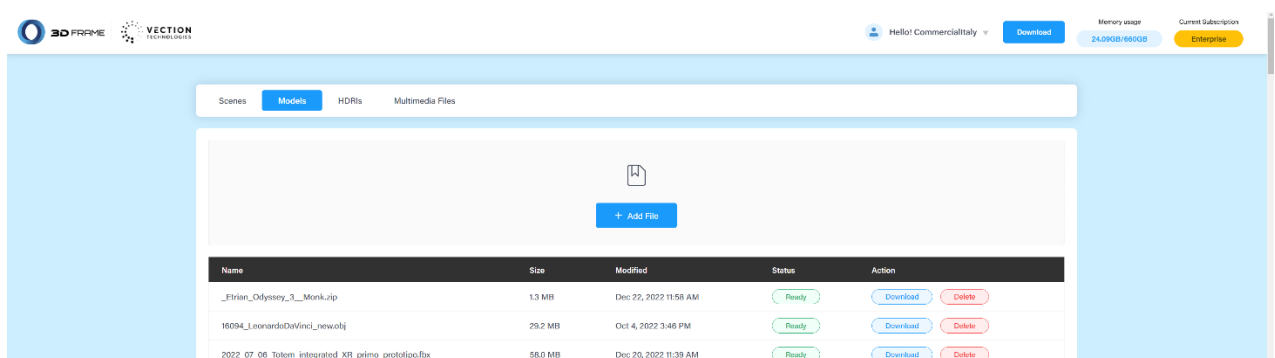 3D FRAME VECTION TECHNOLOGIES Hello! CommercialItaly Download Memory usage 24.09GB/660GB Current Subscription Enterprise
Scenes Models HDRIs Multimedia Files
+ Add File
Name Size Modified Status Action
_Etrian_Odyssey_3__Monk.zip 1.3 MB Dec 22, 2022 11:58 AM Ready Download Delete
16094_LeonardoDaVinci_new.obj 29.2 MB Oct 4, 2022 3:46 PM Ready Download Delete
2022_07_06_Totem_integrated_XR_primo_prototipo.fbx 58.0 MB Dec 20, 2022 11:39 AM Ready Download Delete